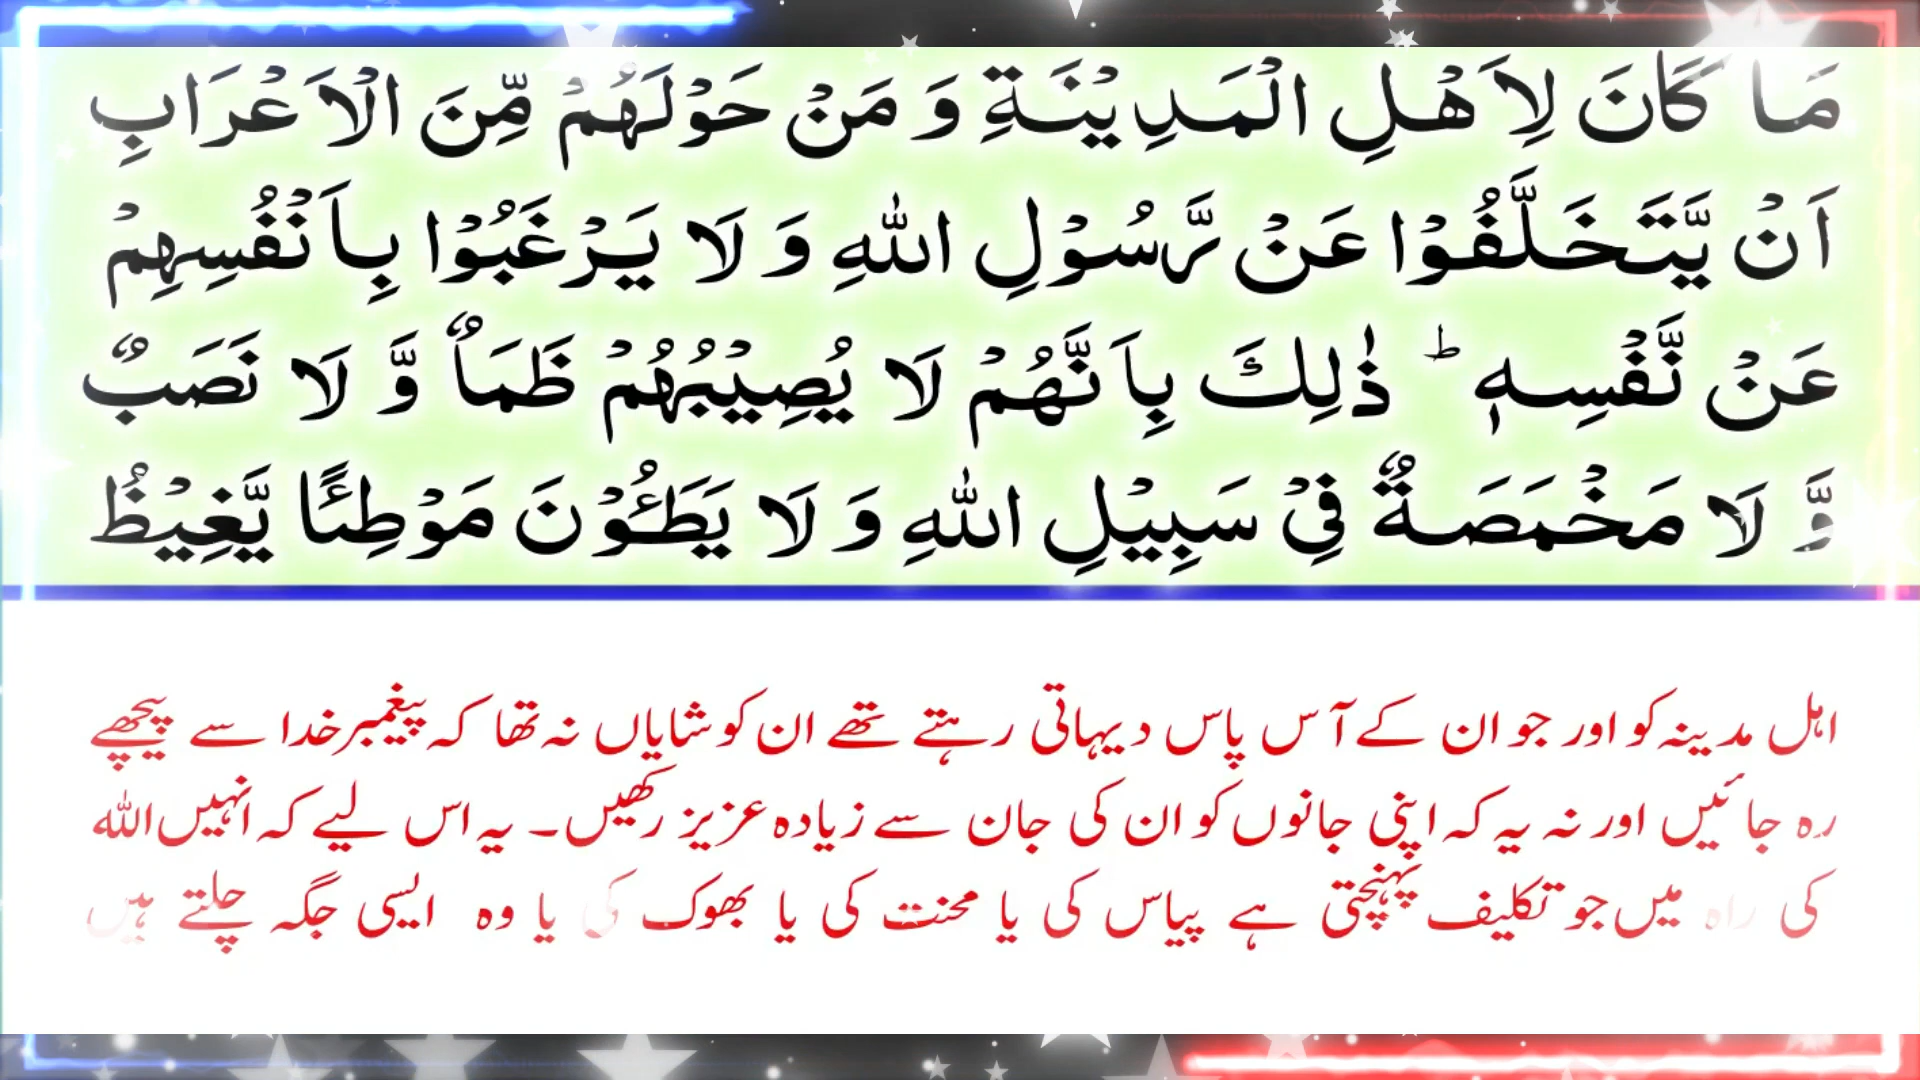 مَا كَانَ لِاَهْلِ الْمَدِيْنَةِ وَ مَنْ حَوْلَهُمْ مِّنَ الْاَعْرَابِ
اَنْ يَّتَخَلَّفُوْا عَنْ رَّسُوْلِ اللّٰهِ وَ لَا يَرْغَبُوْا بِاَنْفُسِهِمْ
عَنْ نَّفْسِهٖ ؕ ذٰلِكَ بِاَنَّهُمْ لَا يُصِيْبُهُمْ ظَمَاٌ وَّ لَا نَصَبٌ
وَّ لَا مَخْمَصَةٌ فِىْ سَبِيْلِ اللّٰهِ وَ لَا يَطَـُٔوْنَ مَوْطِئًا يَّغِيْظُ
اہل مدینہ کو اور جو ان کے آس پاس دیہاتی رہتے تھے ان کو شایاں نہ تھا کہ پیغمبر خدا سے پیچھے
رہ جائیں اور نہ یہ کہ اپنی جانوں کو ان کی جان سے زیادہ عزیز رکھیں۔ یہ اس لیے کہ انہیں اللہ
کی راہ میں جو تکلیف پہنچتی ہے پیاس کی یا محنت کی یا بھوک کی یا وہ ایسی جگہ چلتے ہیں